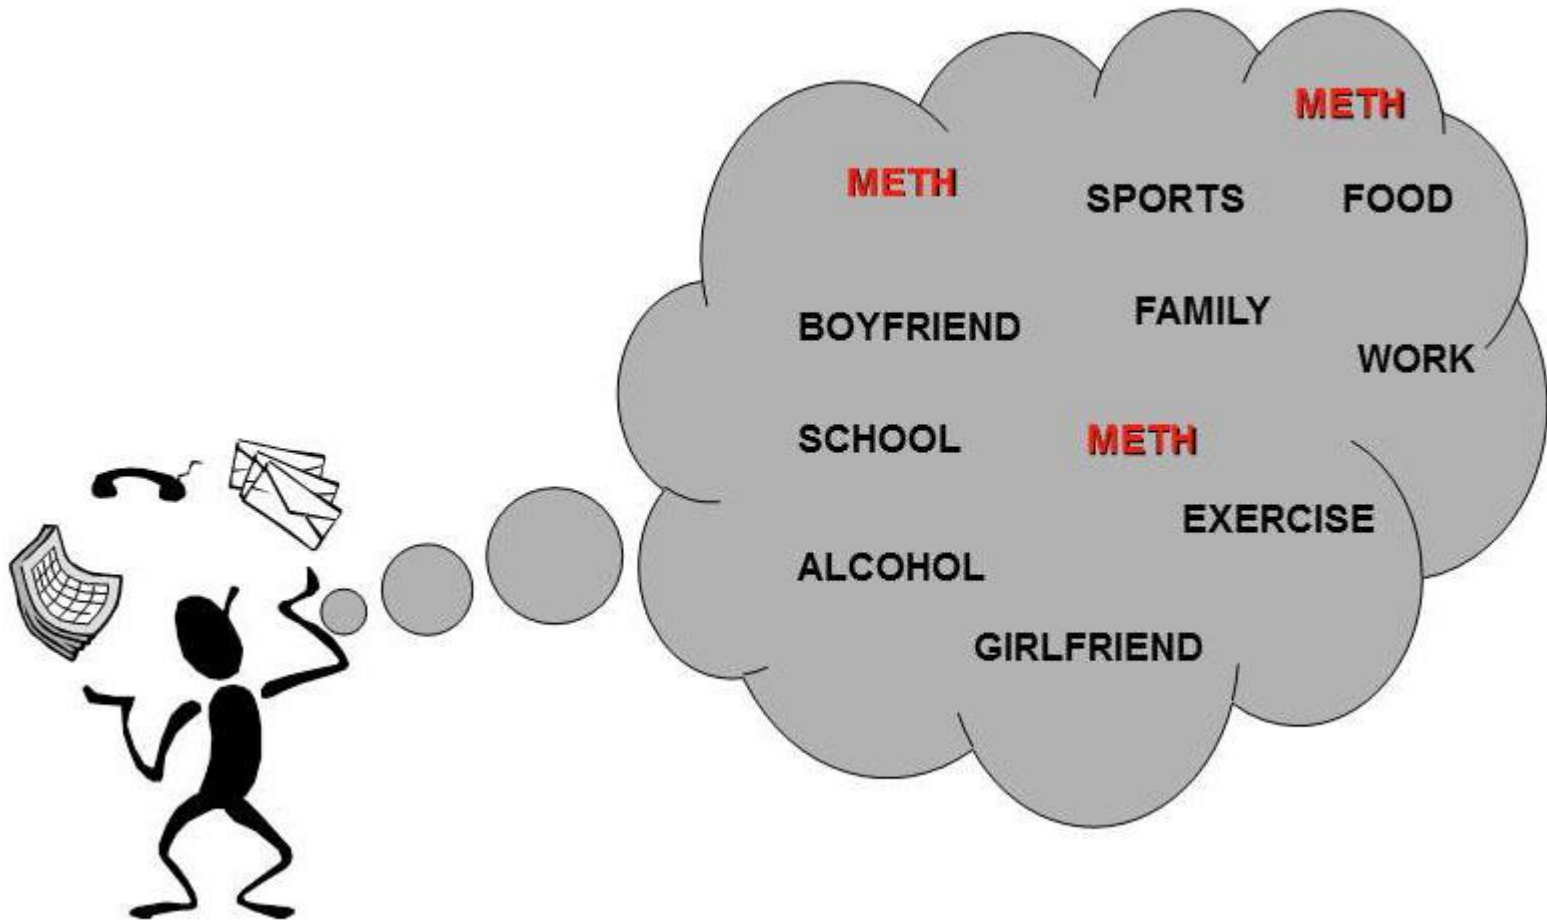 METH
METH
SPORTS
FOOD
BOYFRIEND
FAMILY
WORK
SCHOOL
METH
EXERCISE
ALCOHOL
GIRLFRIEND